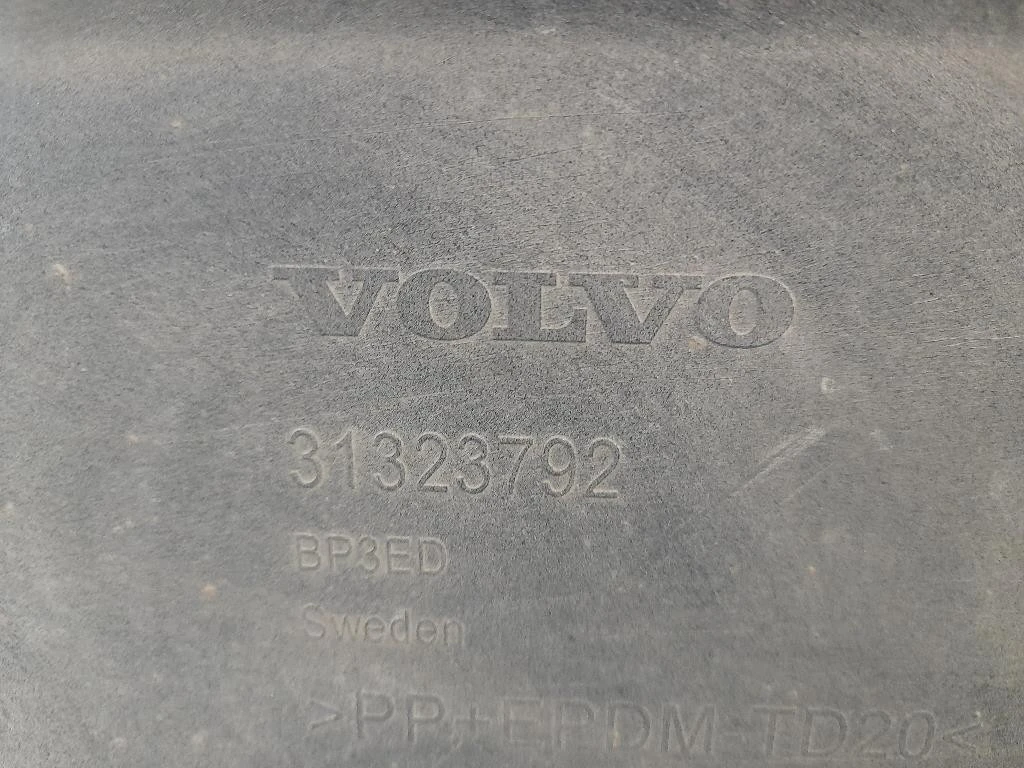 VOLVO
31323792
BP3ED
Sweden
>PP+EPDM-TD20<